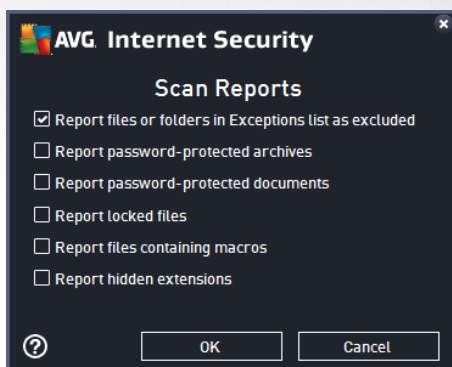 AVG. Internet Security
Scan Reports
Report files or folders in Exceptions list as excluded
Report password-protected archives
Report password-protected documents
Report locked files
Report files containing macros
Report hidden extensions
?
OK
Cancel